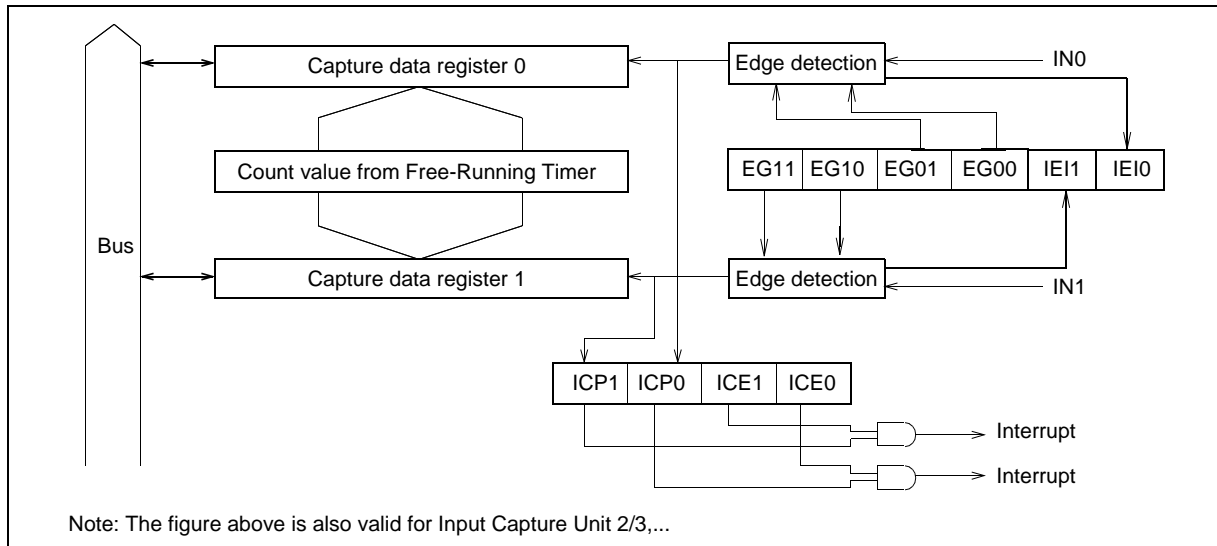 Capture data register 0
Edge detection
IN0
Count value from Free-Running Timer
EG11 EG10 EG01 EG00 IEI1 IEI0
Bus
Capture data register 1
Edge detection
IN1
ICP1 ICP0 ICE1 ICE0
Interrupt
Interrupt
Note: The figure above is also valid for Input Capture Unit 2/3,...